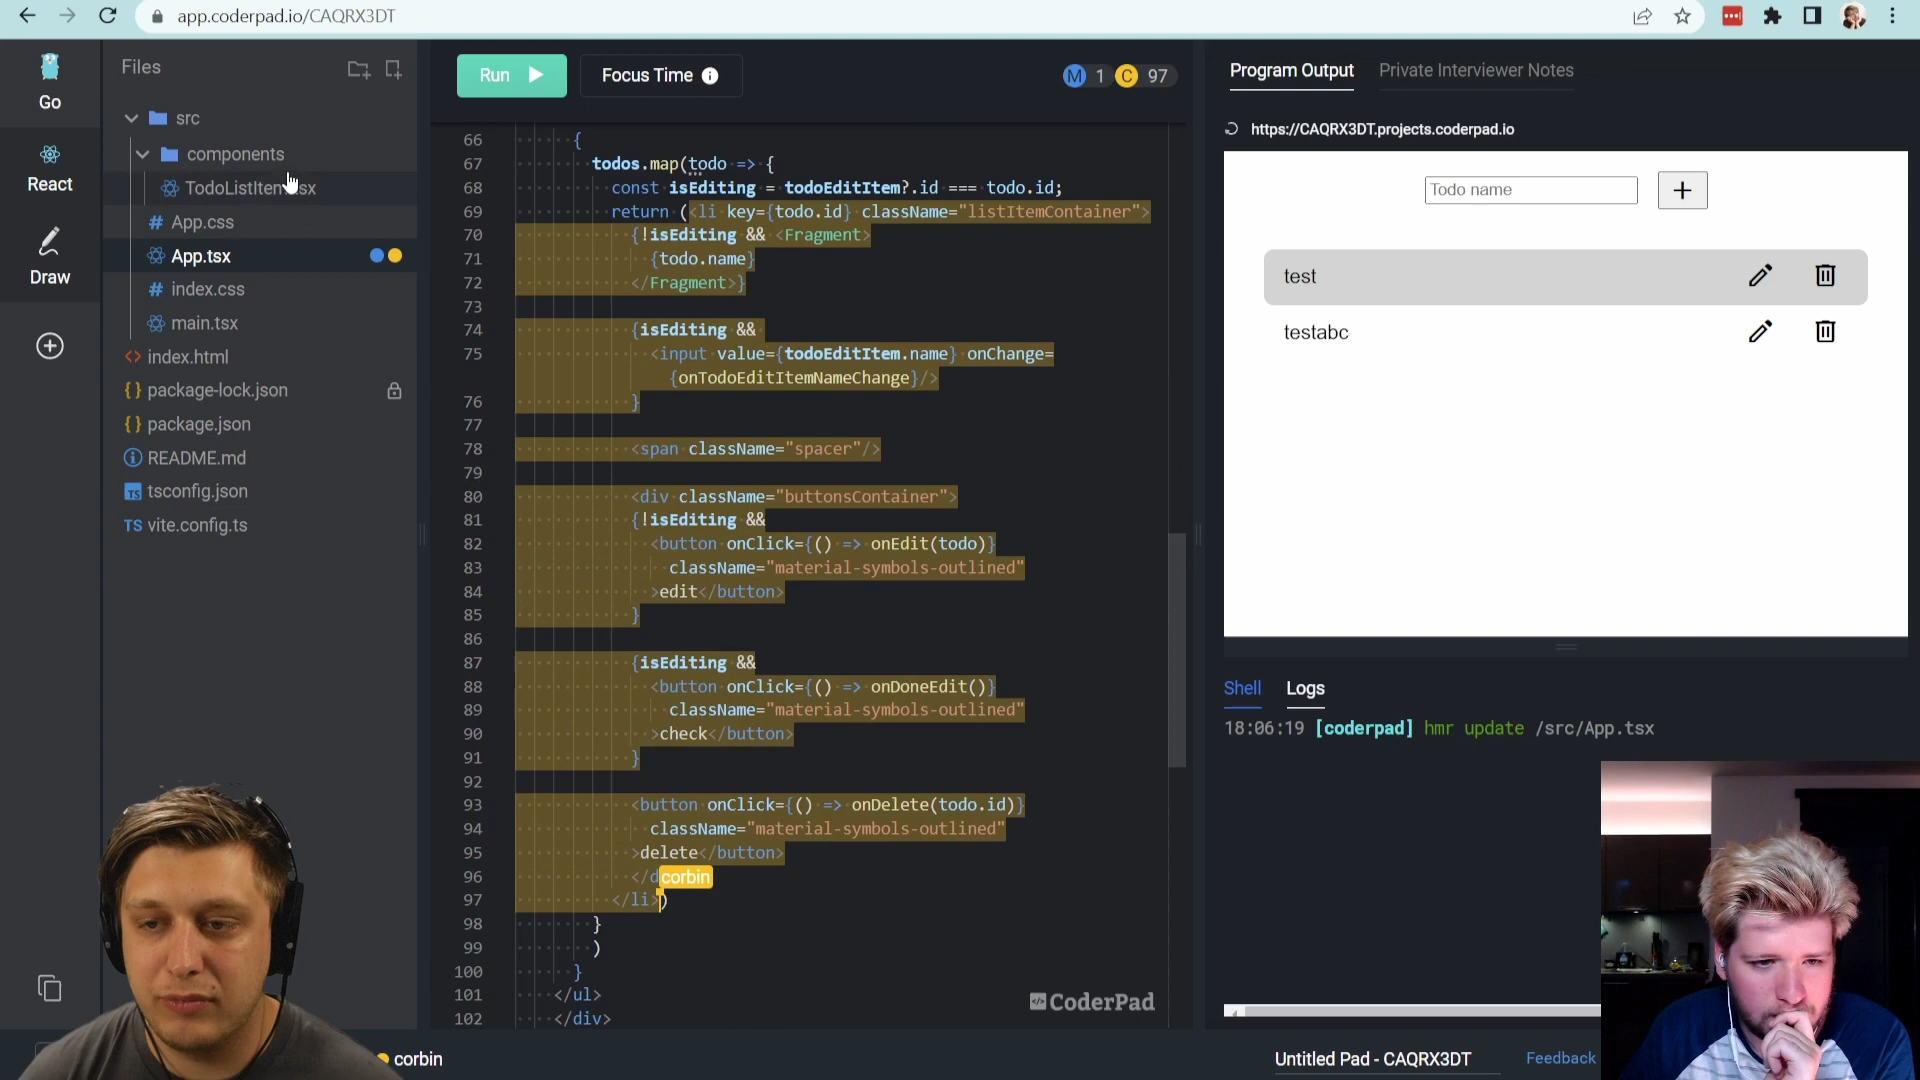 app.coderpad.io/CAQRX3DT
Go
React
Draw
Files
src
components
TodoListItem.tsx
App.css
App.tsx
index.css
main.tsx
index.html
package-lock.json
package.json
README.md
tsconfig.json
TS vite.config.ts
Run
Focus Time
M 1 C 97
66 {
67 todos.map(todo => {
68 const isEditing = todoEditItem?.id === todo.id;
69 return (<li key={todo.id} className="listItemContainer">
70 {!isEditing && <Fragment>
71 {todo.name}
72 </Fragment>}
73
74 {isEditing &&
75 <input value={todoEditItem.name} onChange=
{onTodoEditItemNameChange}/>
76 }
77
78 <span className="spacer"/>
79
80 <div className="buttonsContainer">
81 {!isEditing &&
82 <button onClick={() => onEdit(todo)}
83 className="material-symbols-outlined"
84 >edit</button>
85 }
86
87 {isEditing &&
88 <button onClick={() => onDoneEdit()}
89 className="material-symbols-outlined"
90 >check</button>
91 }
92
93 <button onClick={() => onDelete(todo.id)}
94 className="material-symbols-outlined"
95 >delete</button>
96 </d corbin
97 </li>)
98 }
99 )
100 }
101 </ul>
102 </div>
CoderPad
corbin
Program Output
Private Interviewer Notes
https://CAQRX3DT.projects.coderpad.io
Todo name
+
test
testabc
Shell
Logs
18:06:19 [coderpad] hmr update /src/App.tsx
Untitled Pad - CAQRX3DT
Feedback